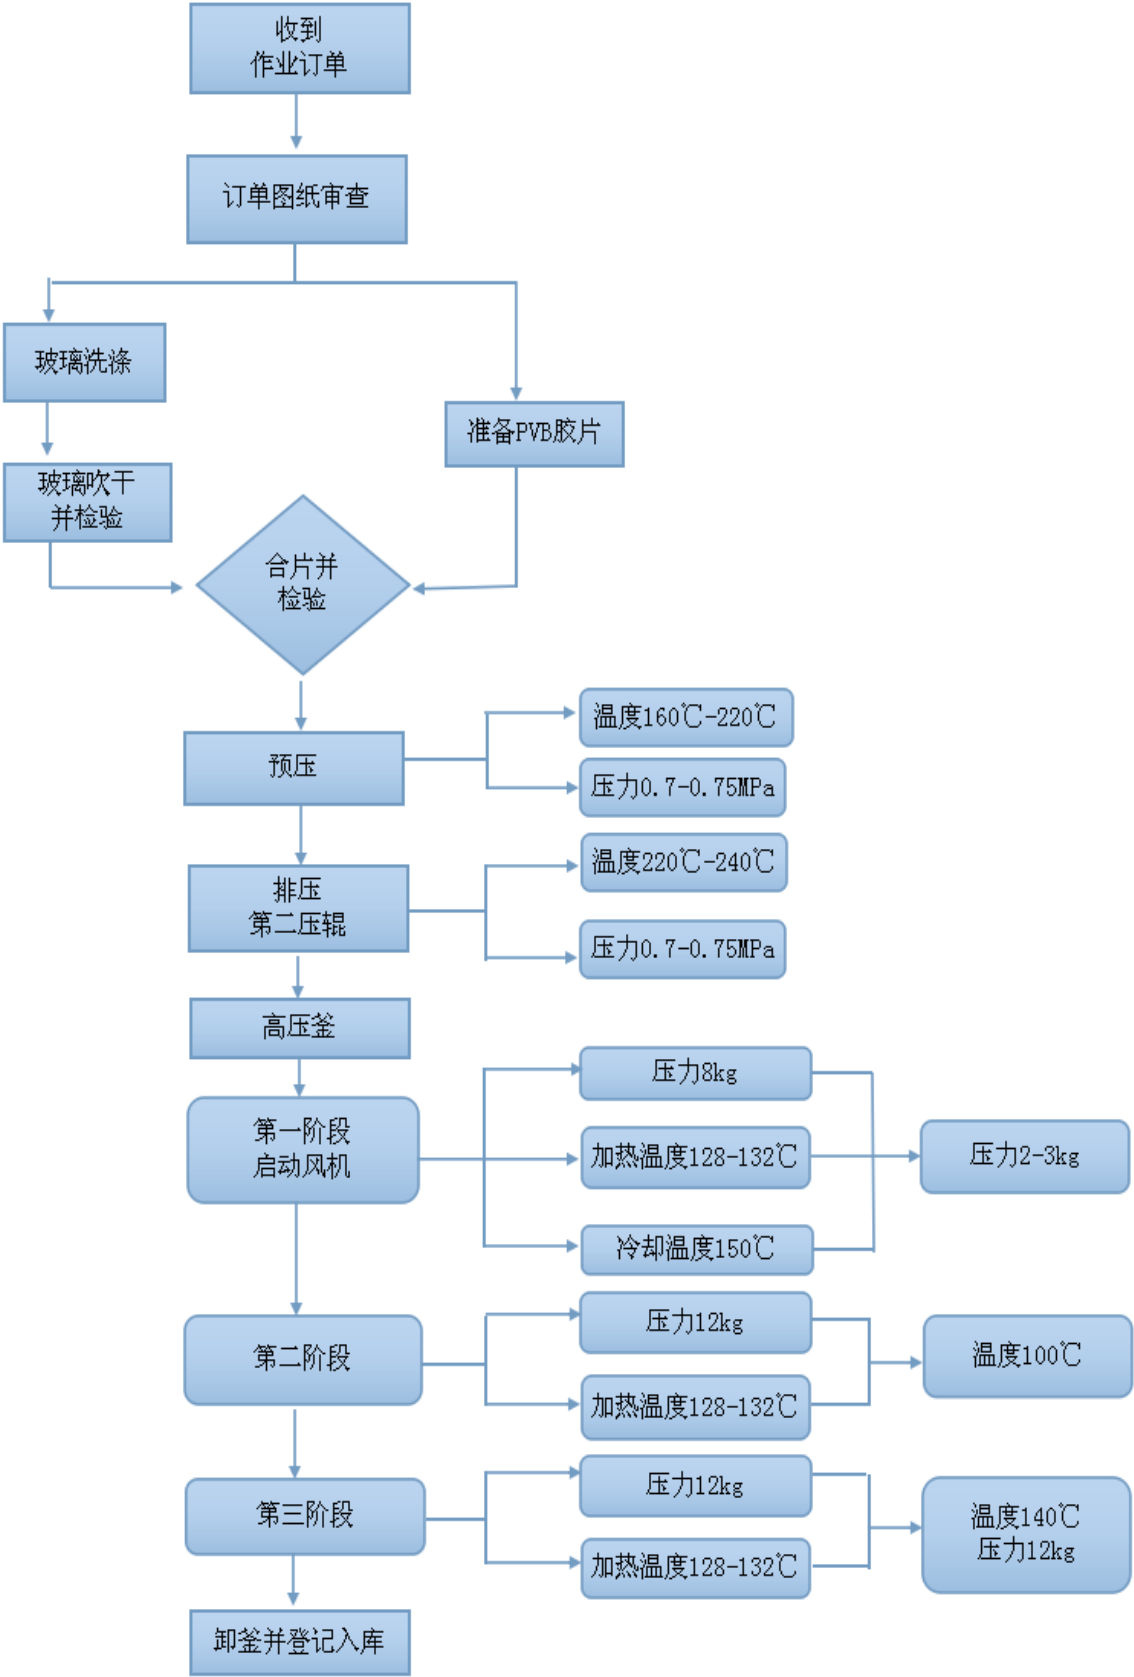 收到
作业订单
订单图纸审查
玻璃洗涤
准备PVB胶片
玻璃吹干
并检验
合片并
检验
预压
温度160℃-220℃
压力0.7-0.75MPa
排压
第二压辊
温度220℃-240℃
压力0.7-0.75MPa
高压釜
第一阶段
启动风机
压力8kg
加热温度128-132℃
冷却温度150℃
压力2-3kg
第二阶段
压力12kg
加热温度128-132℃
温度100℃
第三阶段
压力12kg
加热温度128-132℃
温度140℃
压力12kg
卸釜并登记入库